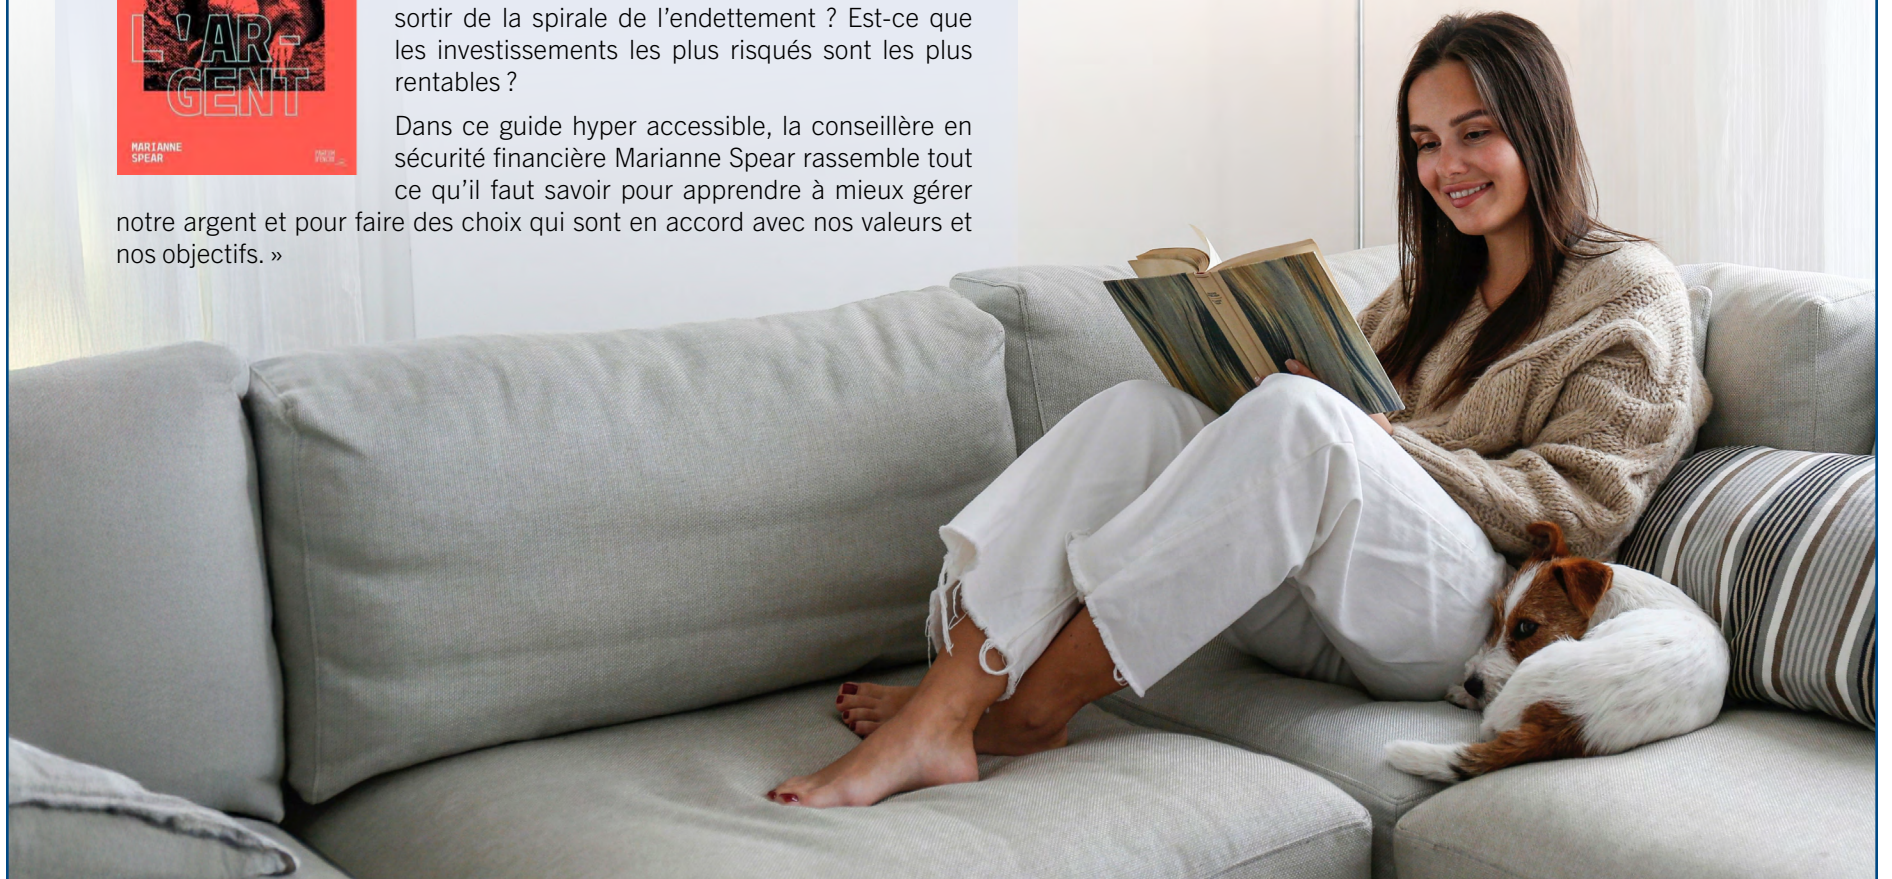 L'AR-
GENT
MARIANNE
SPEAR
sortir de la spirale de l'endettement ? Est-ce que
les investissements les plus risqués sont les plus
rentables ?
Dans ce guide hyper accessible, la conseillère en
sécurité financière Marianne Spear rassemble tout
ce qu'il faut savoir pour apprendre à mieux gérer
notre argent et pour faire des choix qui sont en accord avec nos valeurs et
nos objectifs. »